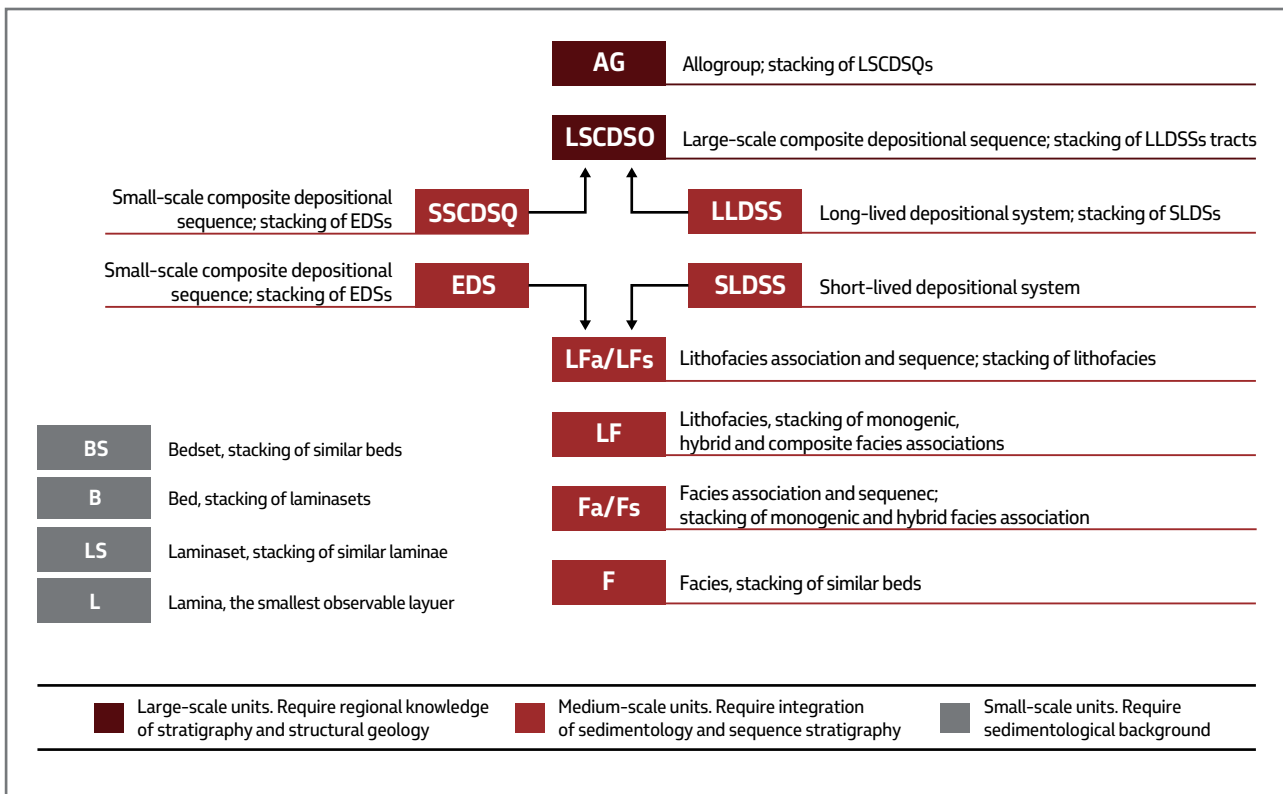 AG
Allogroup; stacking of LSCDSQs
LSCDSO
Large-scale composite depositional sequence; stacking of LLDSSs tracts
Small-scale composite depositional
sequence; stacking of EDSs
SSCDSQ
LLDSS
Long-lived depositional system; stacking of SLDSs
Small-scale composite depositional
sequence; stacking of EDSs
EDS
SLDSS
Short-lived depositional system
LFa/LFs
Lithofacies association and sequence; stacking of lithofacies
LF
Lithofacies, stacking of monogenic,
hybrid and composite facies associations
Fa/Fs
Facies association and sequenec;
stacking of monogenic and hybrid facies association
F
Facies, stacking of similar beds
BS
Bedset, stacking of similar beds
B
Bed, stacking of laminasets
LS
Laminaset, stacking of similar laminae
L
Lamina, the smallest observable layuer
Large-scale units. Require regional knowledge
of stratigraphy and structural geology
Medium-scale units. Require integration
of sedimentology and sequence stratigraphy
Small-scale units. Require
sedimentological background